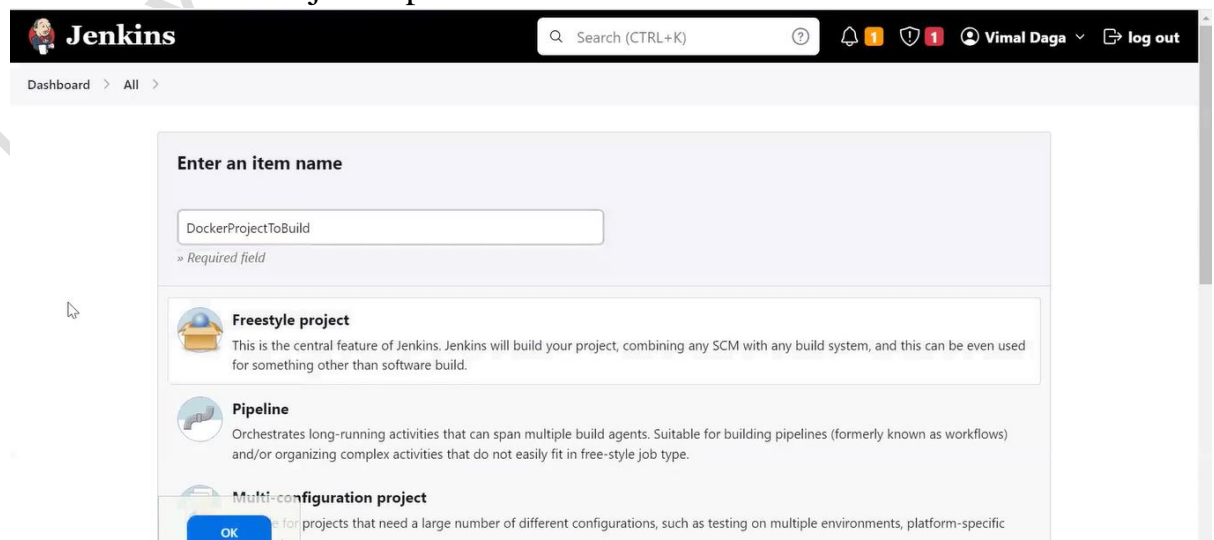 Jenkins
Search (CTRL+K)
1
1
Vimal Daga
log out
Dashboard > All >
Enter an item name
DockerProjectToBuild
» Required field
Freestyle project
This is the central feature of Jenkins. Jenkins will build your project, combining any SCM with any build system, and this can be even used
for something other than software build.
Pipeline
Orchestrates long-running activities that can span multiple build agents. Suitable for building pipelines (formerly known as workflows)
and/or organizing complex activities that do not easily fit in free-style job type.
Multi-configuration project
for projects that need a large number of different configurations, such as testing on multiple environments, platform-specific
OK